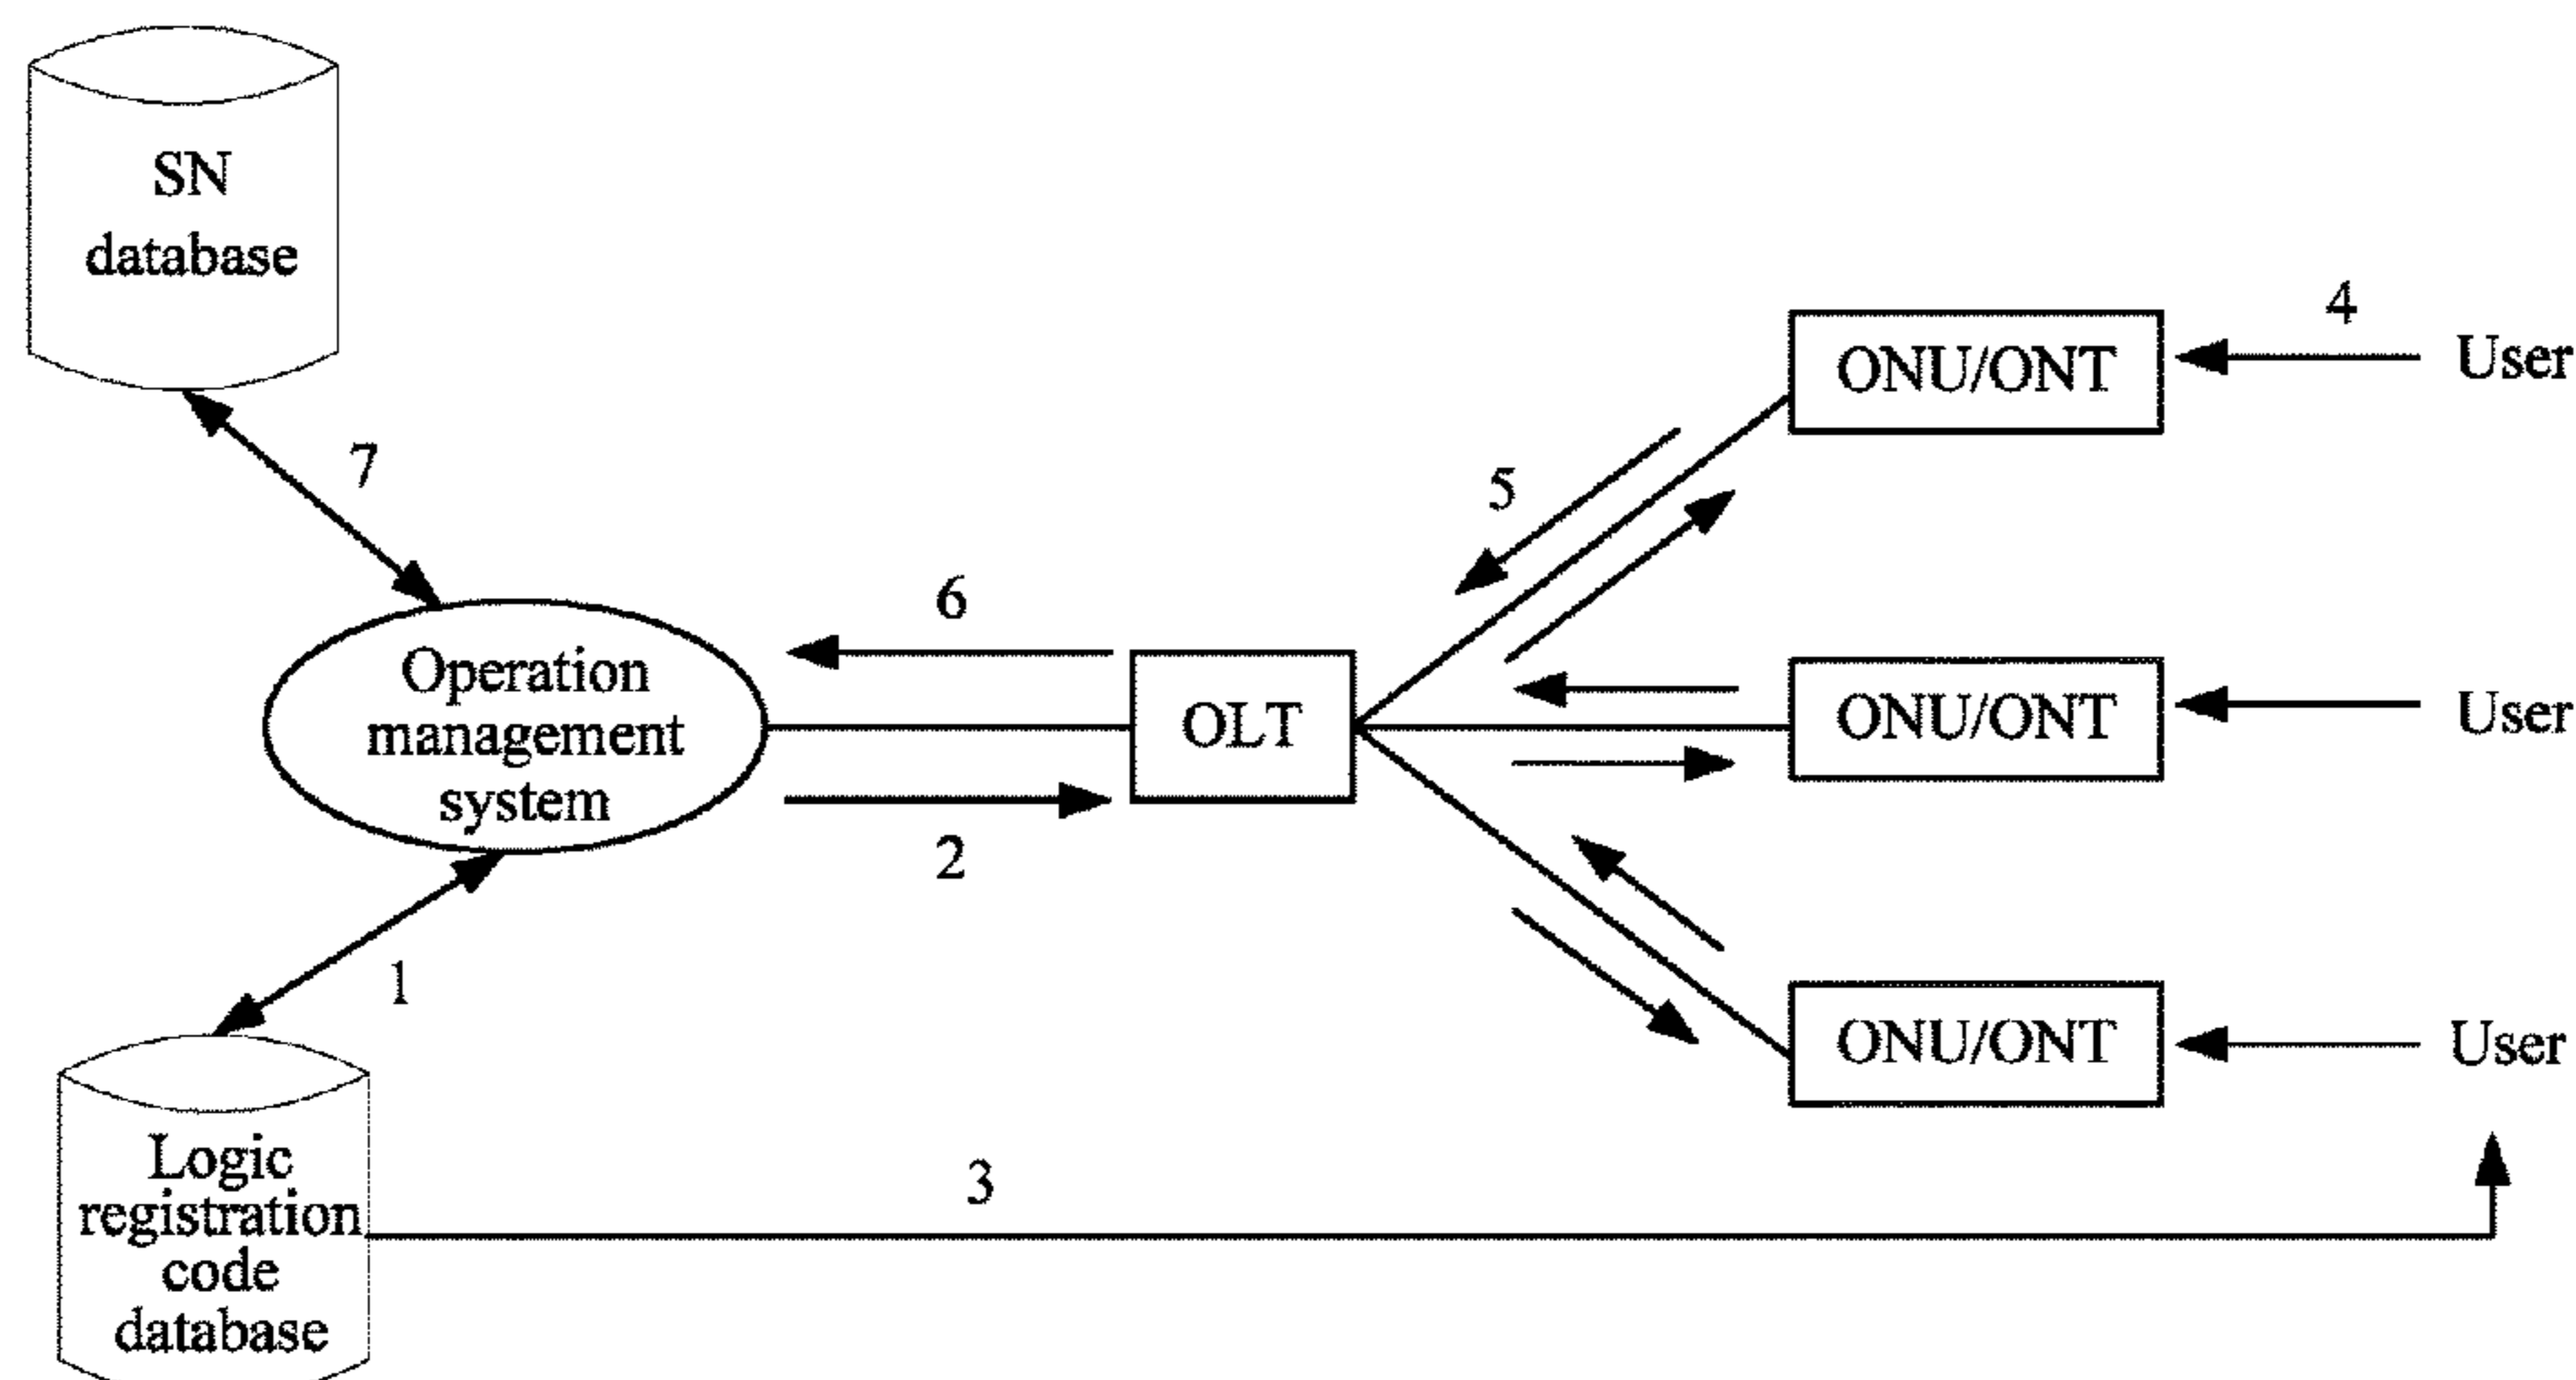 SN
database
4
ONU/ONT
User
7
5
6
Operation
management
system
OLT
ONU/ONT
User
2
1
ONU/ONT
User
3
Logic
registration
code
database